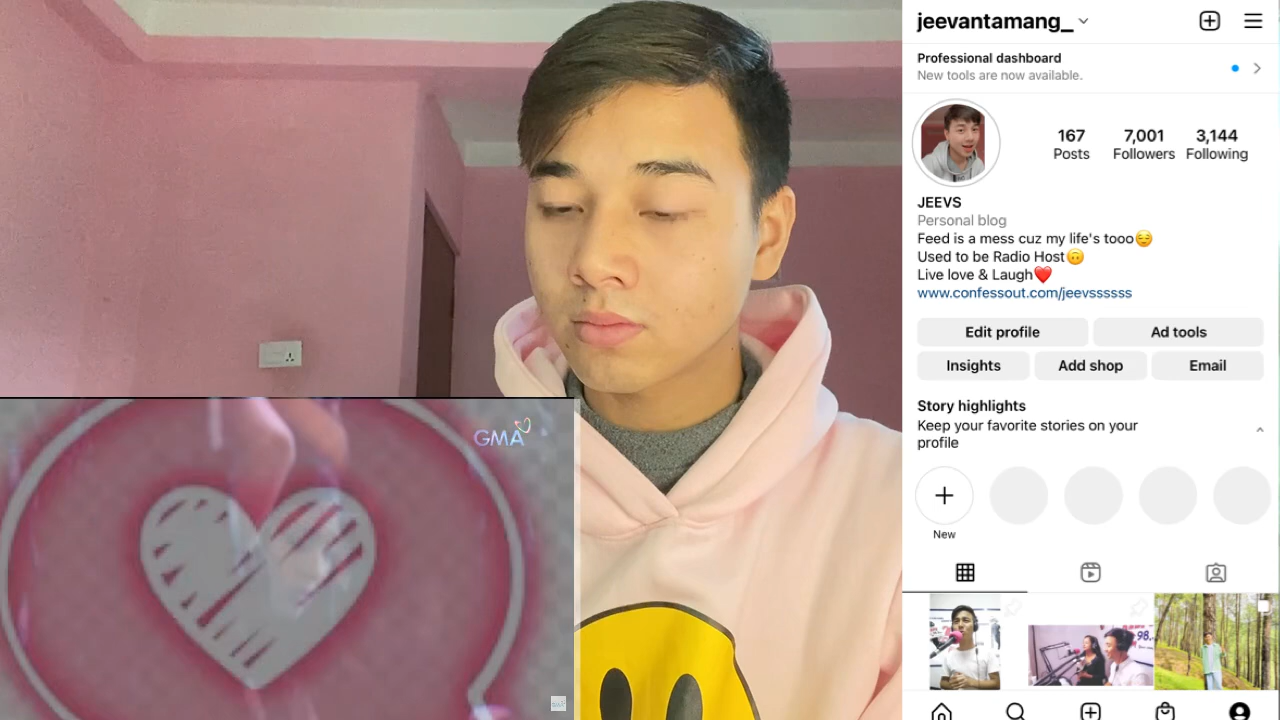 GMA
jeevantamang_
Professional dashboard
New tools are now available.
167
Posts
7,001
Followers
3,144
Following
JEEVS
Personal blog
Feed is a mess cuz my life's tooo😌
Used to be Radio Host🙃
Live love & Laugh❤️
www.confessout.com/jeevssssss
Edit profile
Ad tools
Insights
Add shop
Email
Story highlights
Keep your favorite stories on your
profile
New
98.